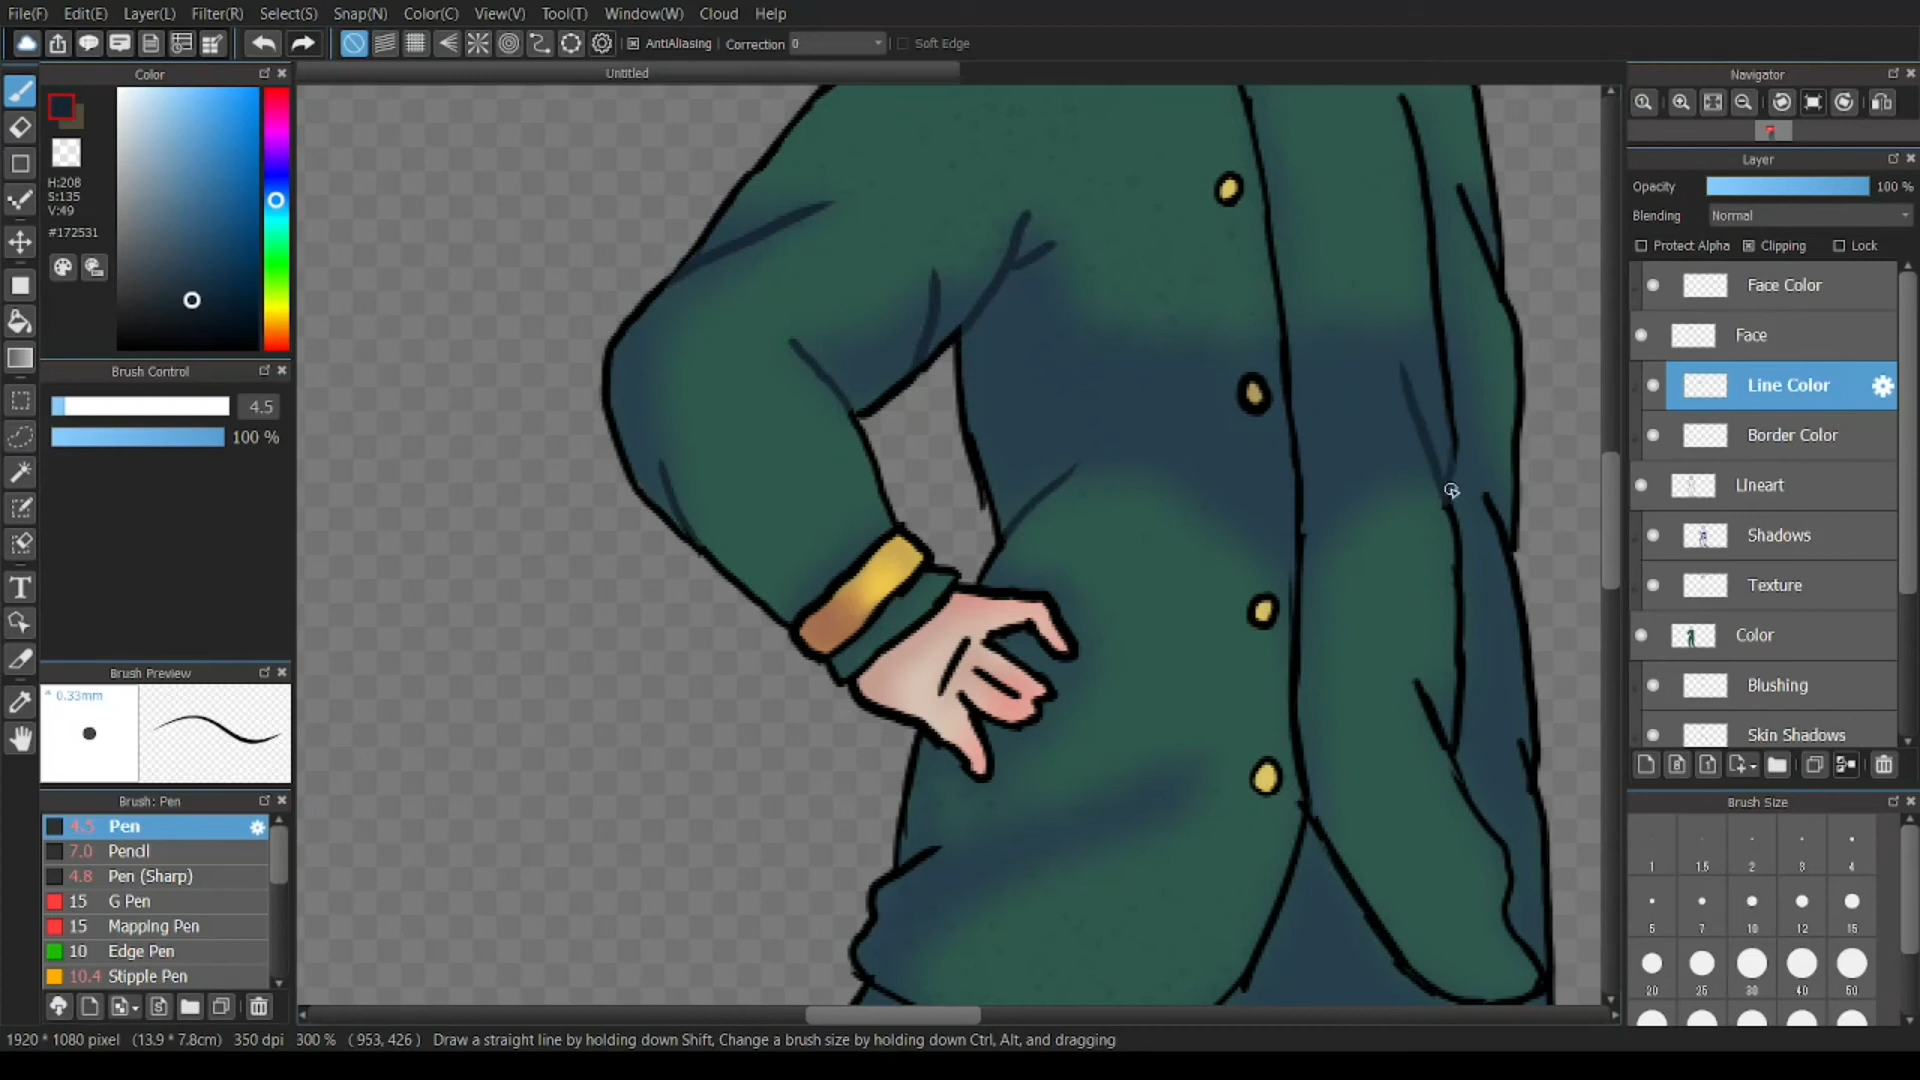 File(F) Edit(E) Layer(L) Filter(R) Select(S) Snap(N) Color(C) View(V) Tool(T) Window(W) Cloud Help
AntiAliasing Correction 0 Soft Edge
Color
Untitled
Navigator
H:208
S:135
V:49
#172531
Layer
Opacity 100 %
Blending Normal
Protect Alpha Clipping Lock
Face Color
Face
Line Color
Border Color
LIneart
Shadows
Texture
Color
Blushing
Skin Shadows
Brush Control
4.5
100 %
Brush Preview
* 0.33mm
Brush: Pen
4.5 Pen
7.0 Pencil
4.8 Pen (Sharp)
15 G Pen
15 Mapping Pen
10 Edge Pen
10.4 Stipple Pen
Brush Size
1 1.5 2 3 4
5 7 10 12 15
20 25 30 40 50
1920 * 1080 pixel (13.9 * 7.8cm) 350 dpi 300 % ( 953, 426 ) Draw a straight line by holding down Shift, Change a brush size by holding down Ctrl, Alt, and dragging